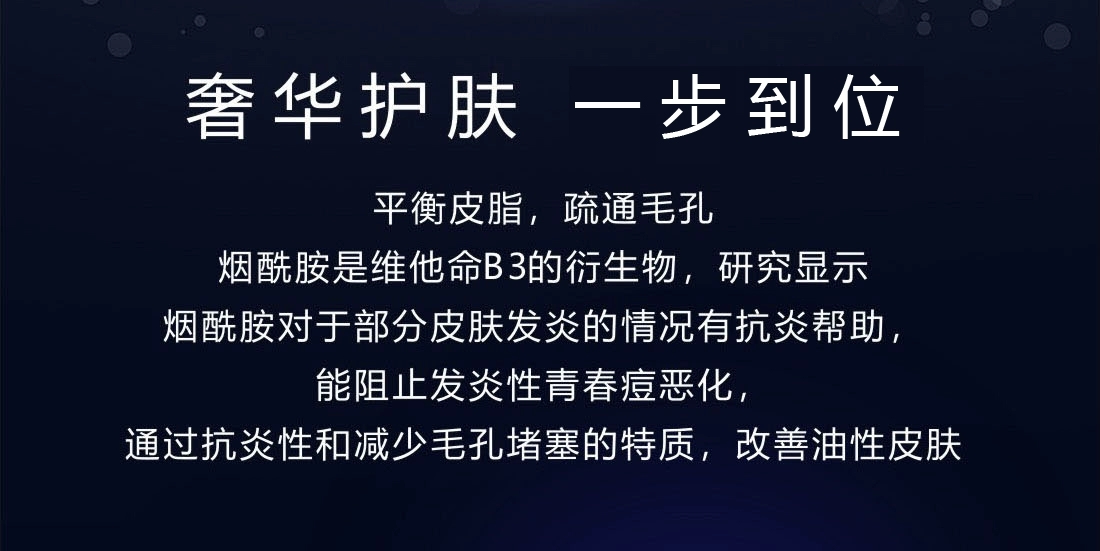 奢华护肤 一步到位
平衡皮脂，疏通毛孔
烟酰胺是维他命B3的衍生物，研究显示
烟酰胺对于部分皮肤发炎的情况有抗炎帮助，
能阻止发炎性青春痘恶化，
通过抗炎性和减少毛孔堵塞的特质，改善油性皮肤